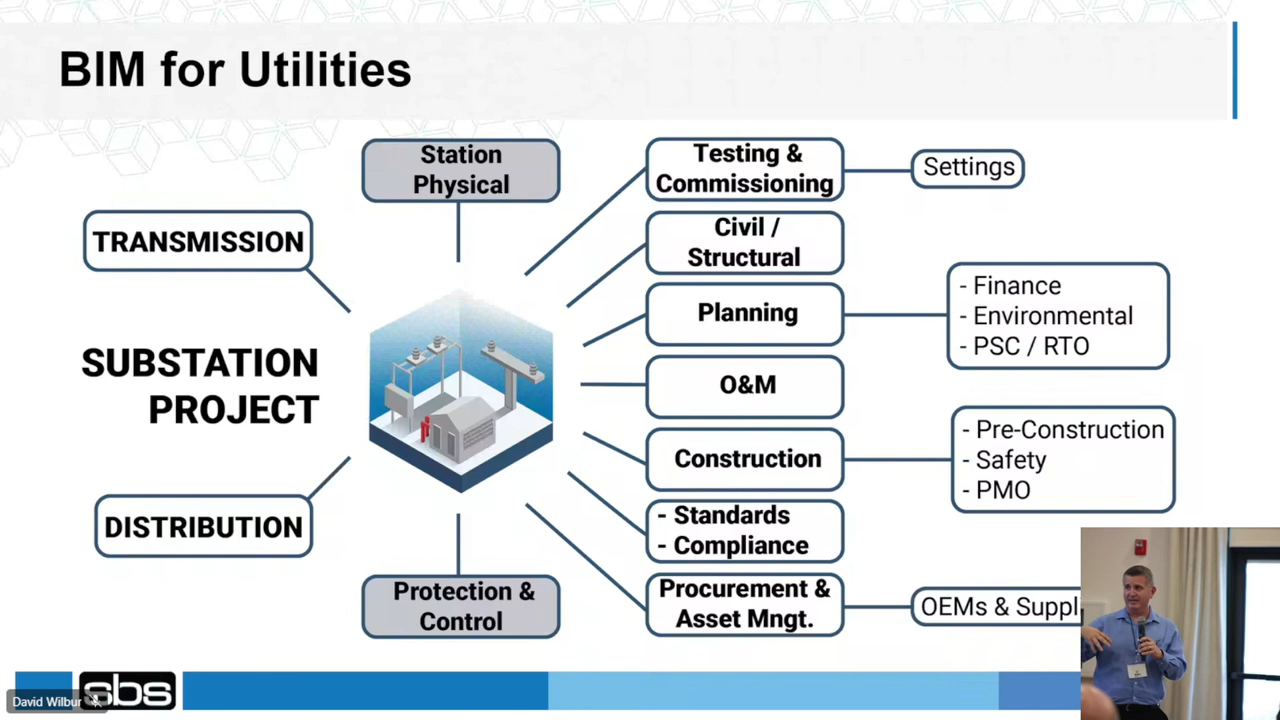 BIM for Utilities
Station
Physical
Testing &
Commissioning
Settings
TRANSMISSION
Civil /
Structural
Planning
- Finance
- Environmental
- PSC / RTO
SUBSTATION
PROJECT
O&M
Construction
- Pre-Construction
- Safety
- PMO
DISTRIBUTION
- Standards
- Compliance
Protection &
Control
Procurement &
Asset Mngt.
OEMs & Suppl
sbs
David Wilbur